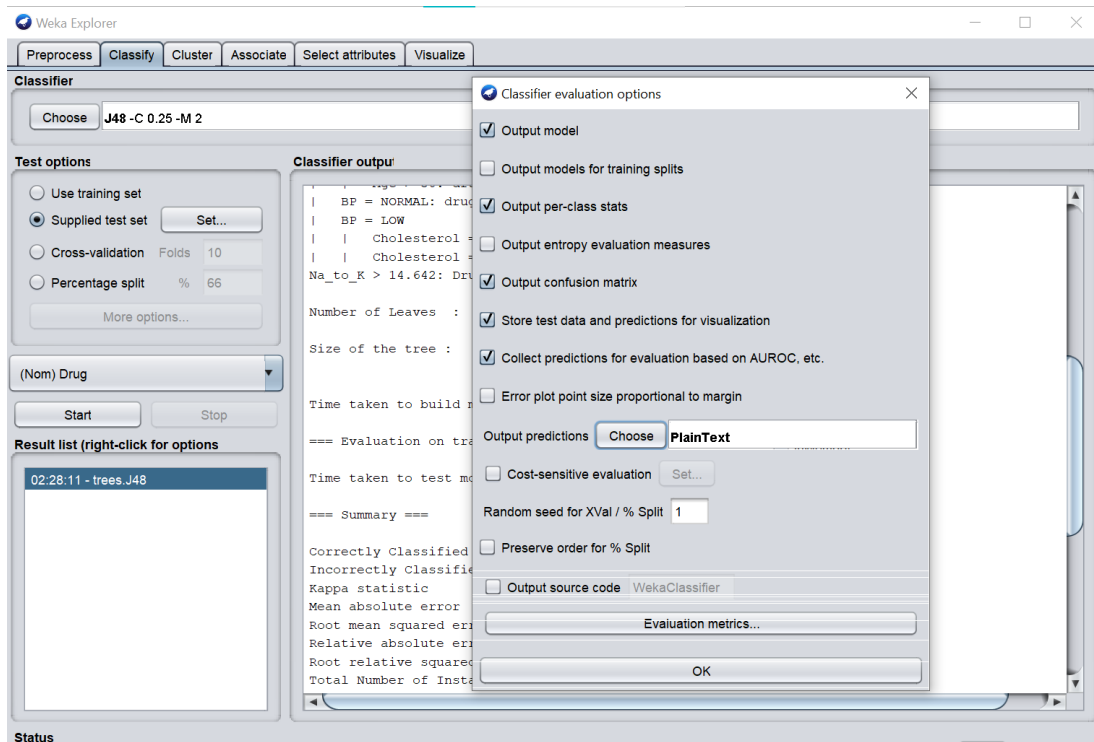 Weka Explorer
Preprocess Classify Cluster Associate Select attributes Visualize
Classifier
Choose J48 -C 0.25 -M 2
Test options
Use training set
Supplied test set Set...
Cross-validation Folds 10
Percentage split % 66
More options...
(Nom) Drug
Start Stop
Result list (right-click for options
02:28:11 - trees.J48
Classifier output
| BP = NORMAL: drug
| BP = LOW
| | Cholesterol =
| | Cholesterol =
Na_to_K > 14.642: Dru
Number of Leaves :
Size of the tree :
Time taken to build
=== Evaluation on tra
Time taken to test mo
=== Summary ===
Correctly Classified
Incorrectly Classifie
Kappa statistic
Mean absolute error
Root mean squared err
Relative absolute err
Root relative squared
Total Number of Insta
Classifier evaluation options
Output model
Output models for training splits
Output per-class stats
Output entropy evaluation measures
Output confusion matrix
Store test data and predictions for visualization
Collect predictions for evaluation based on AUROC, etc.
Error plot point size proportional to margin
Output predictions Choose PlainText
Cost-sensitive evaluation Set...
Random seed for XVal / % Split 1
Preserve order for % Split
Output source code WekaClassifier
Evaluation metrics...
OK
Status